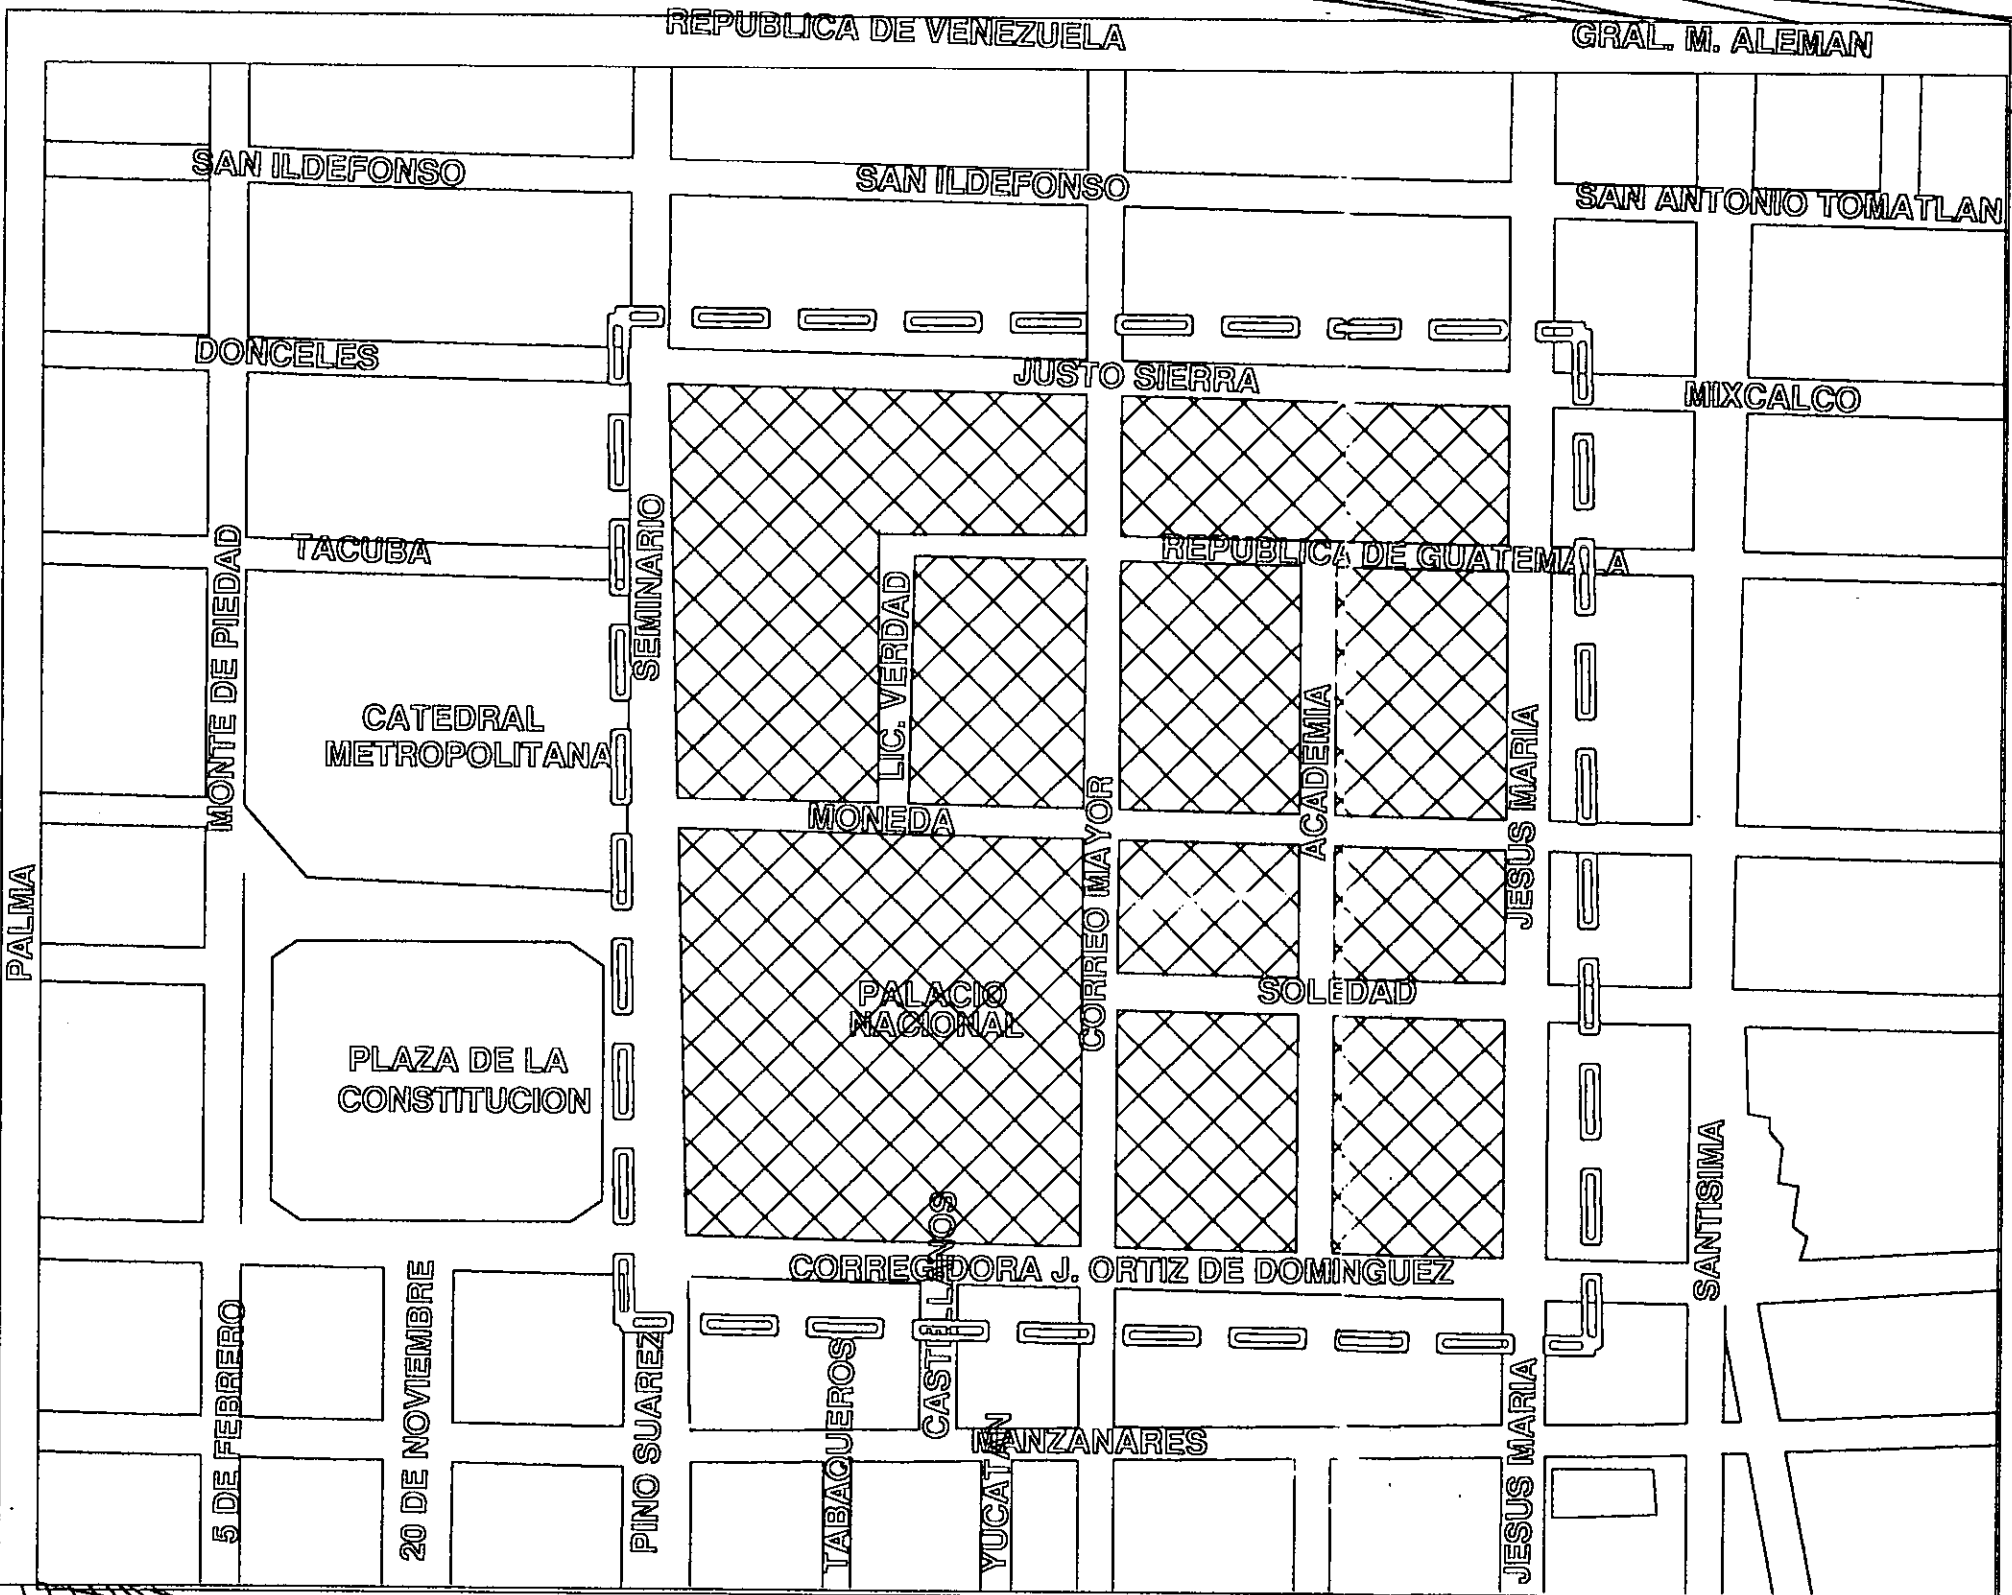 REPUBLICA DE VENEZUELA
GRAL. M. ALEMAN
SAN ILDEFONSO
SAN ILDEFONSO
SAN ANTONIO TOMATLAN
DONCELES
JUSTO SIERRA
MIXCALCO
TACUBA
REPUBLICA DE GUATEMALA
MONTE DE PIEDAD
SEMINARIO
LIC. VERDAD
CATEDRAL
METROPOLITANA
ACADEMIA
JESUS MARIA
MONEDA
CORREO MAYOR
PALMA
PALACIO
NACIONAL
SOLEDAD
PLAZA DE LA
CONSTITUCION
SANTISIMA
CORREGIDORA J. ORTIZ DE DOMINGUEZ
5 DE FEBRERO
20 DE NOVIEMBRE
PINO SUAREZ
TABAQUEROS
CASTELLANOS
YUCATAN
MANZANARES
JESUS MARIA